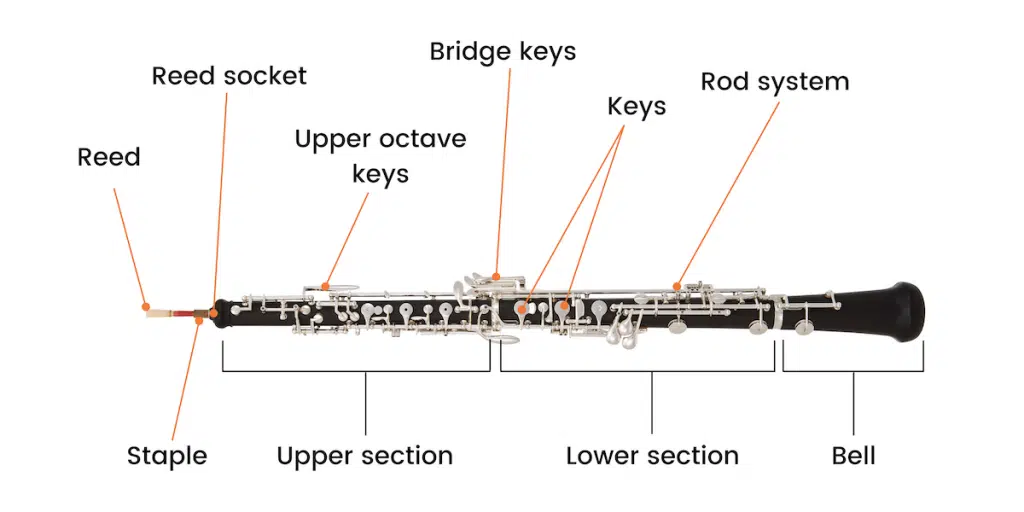 Bridge keys
Reed socket
Rod system
Keys
Upper octave
keys
Reed
Staple
Upper section
Lower section
Bell